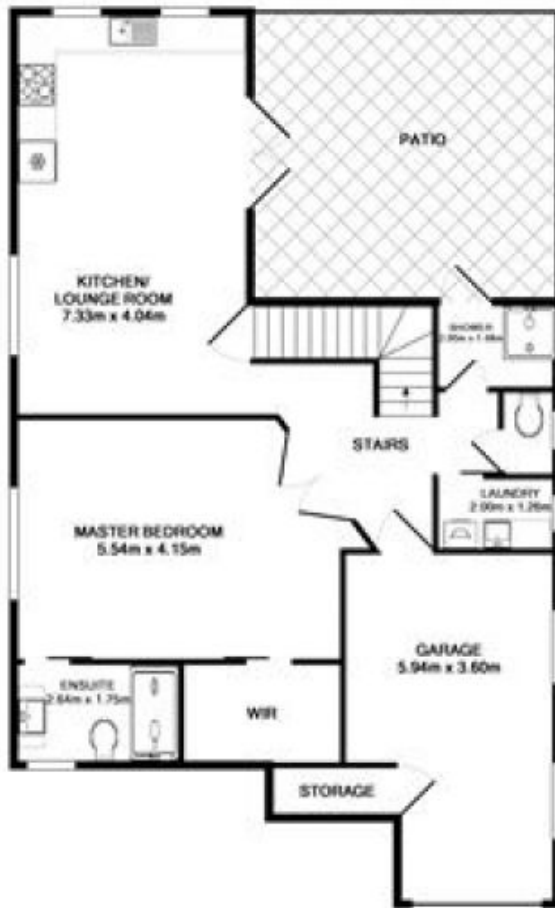 PATIO
KITCHEN/
LOUNGE ROOM
7.33m x 4.04m
SHOWER
STAIRS
LAUNDRY
2.00m x 1.26m
MASTER BEDROOM
5.54m x 4.15m
GARAGE
5.94m x 3.60m
ENSUITE
2.64m x 1.75m
WIR
STORAGE